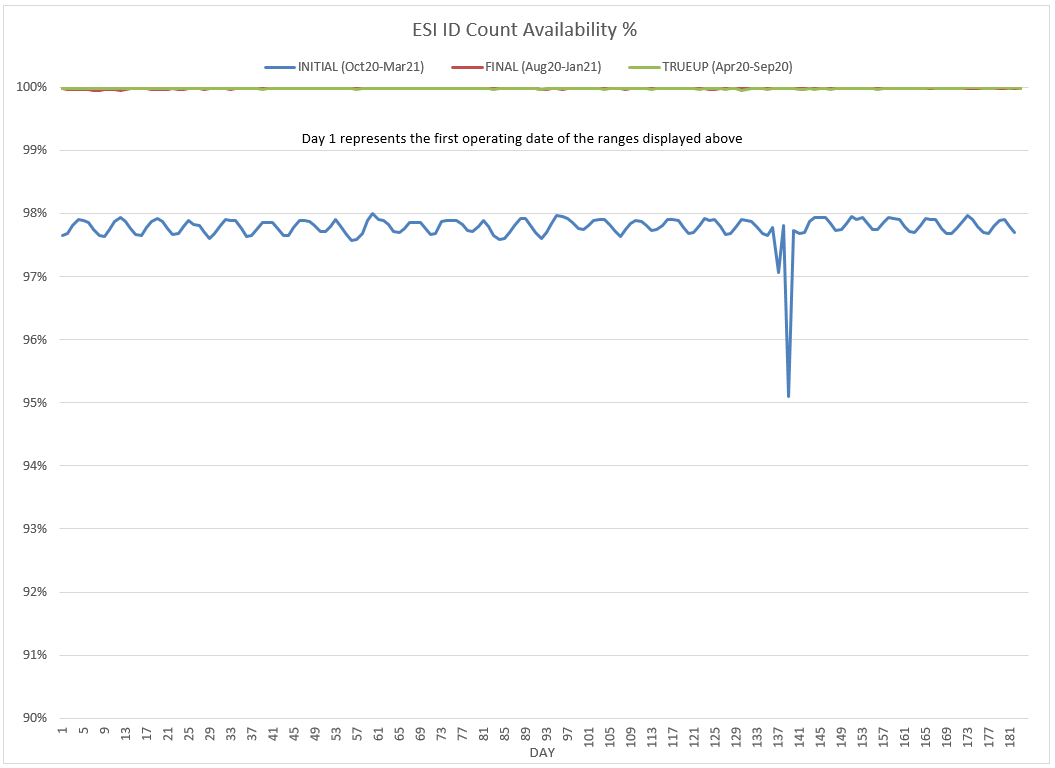 ESI ID Count Availability %
INITIAL (Oct20-Mar21) FINAL (Aug20-Jan21) TRUEUP (Apr20-Sep20)
100%
Day 1 represents the first operating date of the ranges displayed above
99%
98%
97%
96%
95%
94%
93%
92%
91%
90%
1 5 9 13 17 21 25 29 33 37 41 45 49 53 57 61 65 69 73 77 81 85 89 93 97 101 105 109 113 117 121 125 129 133 137 141 145 149 153 157 161 165 169 173 177 181
DAY